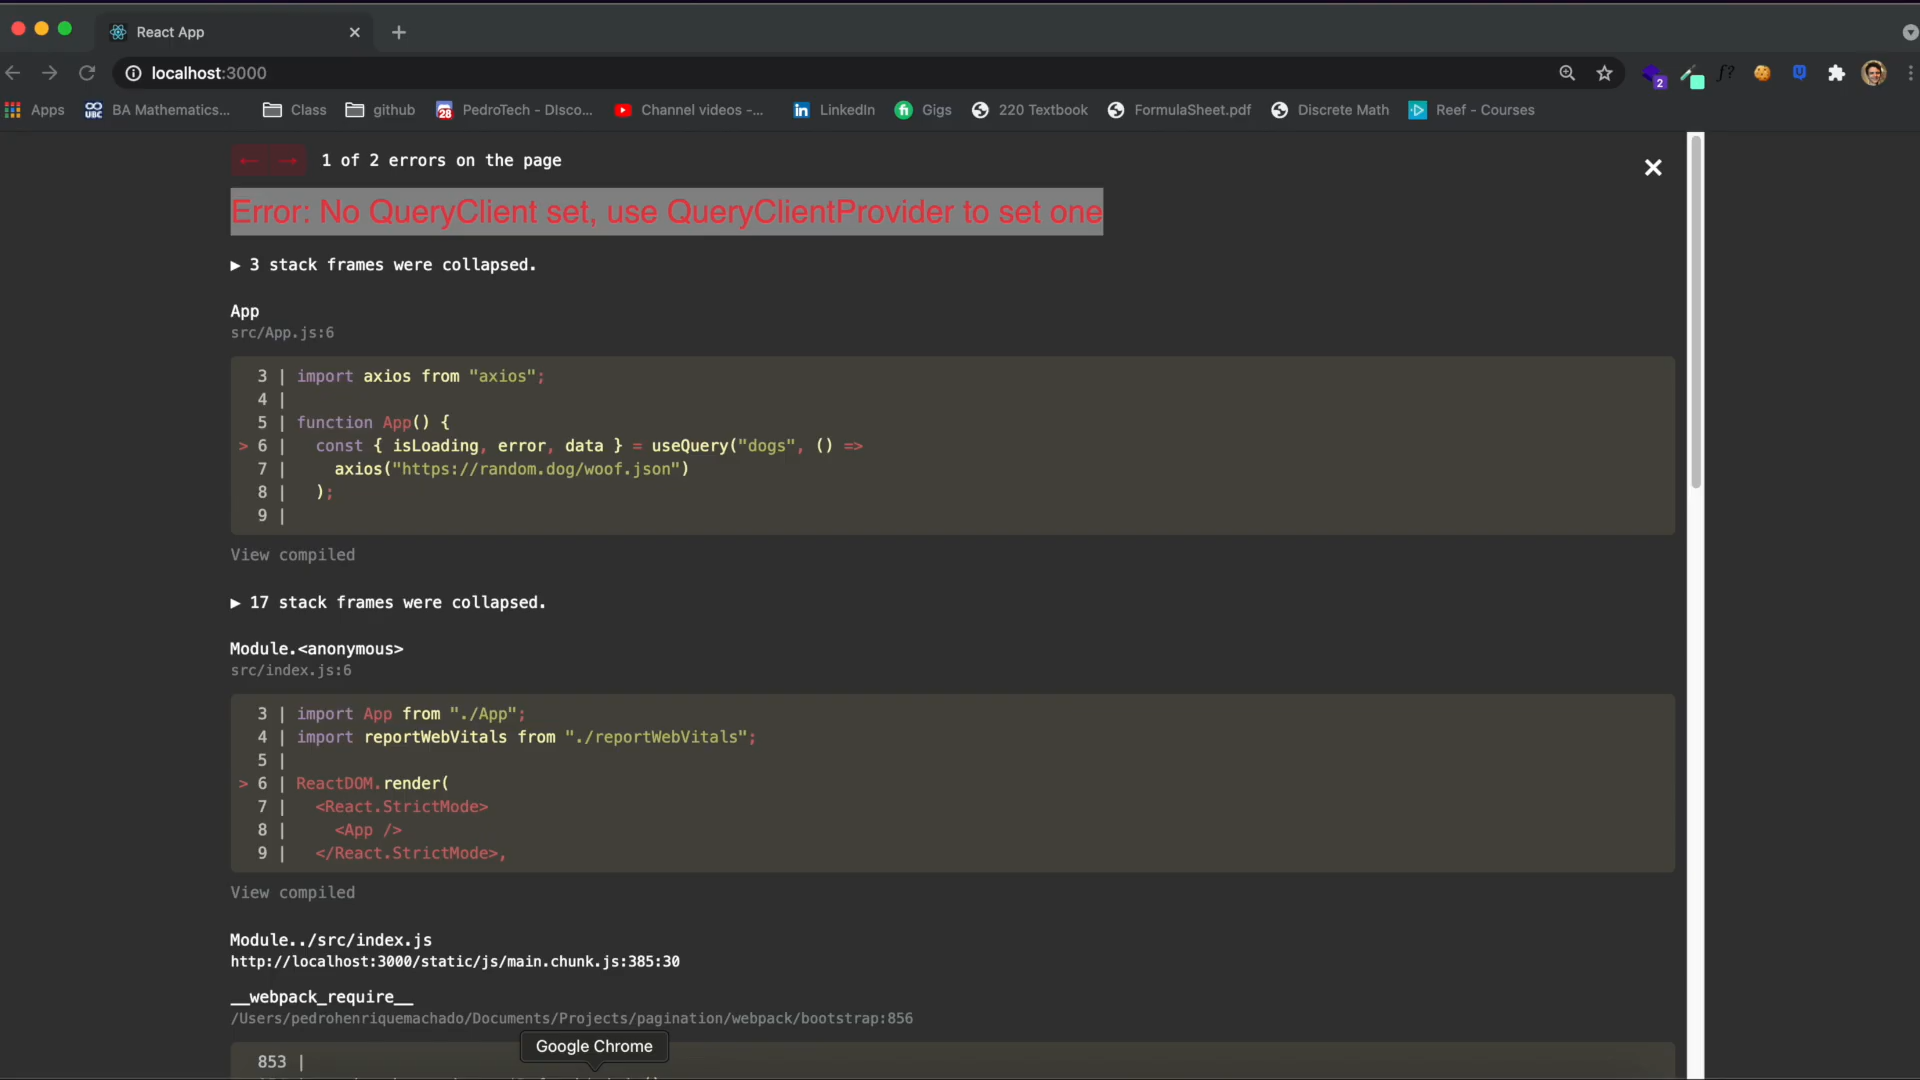 React App
localhost:3000
2
f?
Apps
UBC
BA Mathematics...
Class
github
28
PedroTech - DIsco...
Channel videos -...
in
LinkedIn
fi
Gigs
220 Textbook
FormulaSheet.pdf
Discrete Math
Reef - Courses
← → 1 of 2 errors on the page
Error: No QueryClient set, use QueryClientProvider to set one
▶ 3 stack frames were collapsed.
App
src/App.js:6
3 | import axios from "axios";
4 |
5 | function App() {
> 6 | const { isLoading, error, data } = useQuery("dogs", () =>
7 | axios("https://random.dog/woof.json")
8 | );
9 |
View compiled
▶ 17 stack frames were collapsed.
Module.<anonymous>
src/index.js:6
3 | import App from "./App";
4 | import reportWebVitals from "./reportWebVitals";
5 |
> 6 | ReactDOM.render(
7 | <React.StrictMode>
8 | <App />
9 | </React.StrictMode>,
View compiled
Module../src/index.js
http://localhost:3000/static/js/main.chunk.js:385:30
__webpack_require__
/Users/pedrohenriquemachado/Documents/Projects/pagination/webpack/bootstrap:856
Google Chrome
853 |